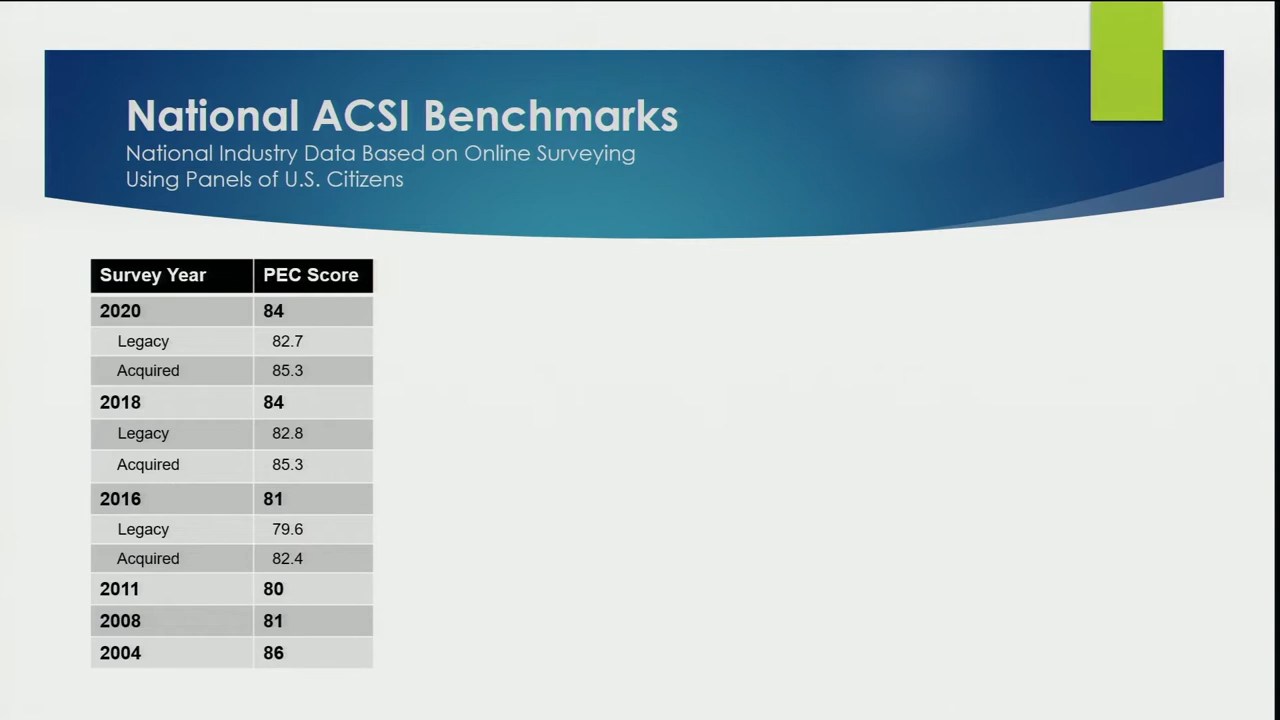 National ACSI Benchmarks
National Industry Data Based on Online Surveying
Using Panels of U.S. Citizens
Survey Year PEC Score
2020 84
Legacy 82.7
Acquired 85.3
2018 84
Legacy 82.8
Acquired 85.3
2016 81
Legacy 79.6
Acquired 82.4
2011 80
2008 81
2004 86